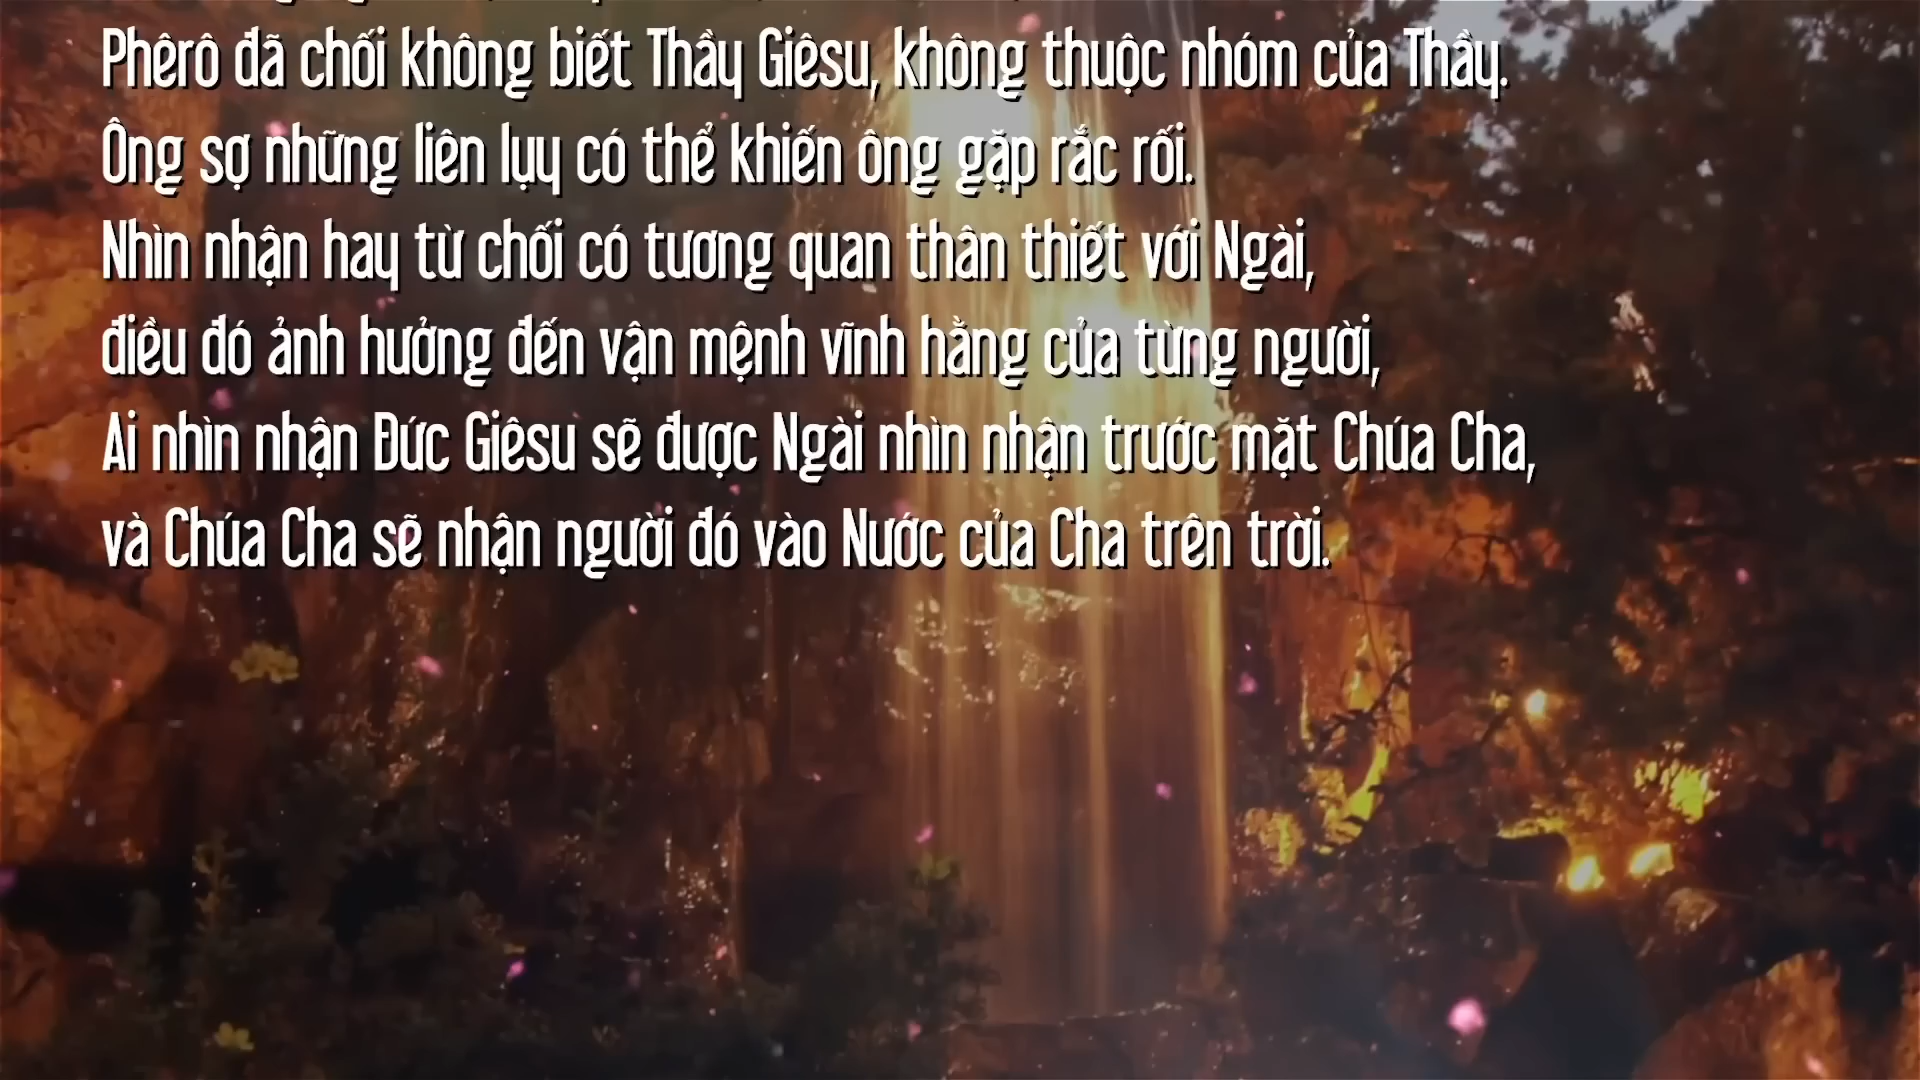 Phêrô đã chối không biết Thầy Giêsu, không thuộc nhóm của Thầy.
Ông sợ những liên lụy có thể khiến ông gặp rắc rối.
Nhìn nhận hay từ chối có tương quan thân thiết với Ngài,
điều đó ảnh hưởng đến vận mệnh vĩnh hằng của từng người,
Ai nhìn nhận Đức Giêsu sẽ được Ngài nhìn nhận trước mặt Chúa Cha,
và Chúa Cha sẽ nhận người đó vào Nước của Cha trên trời.